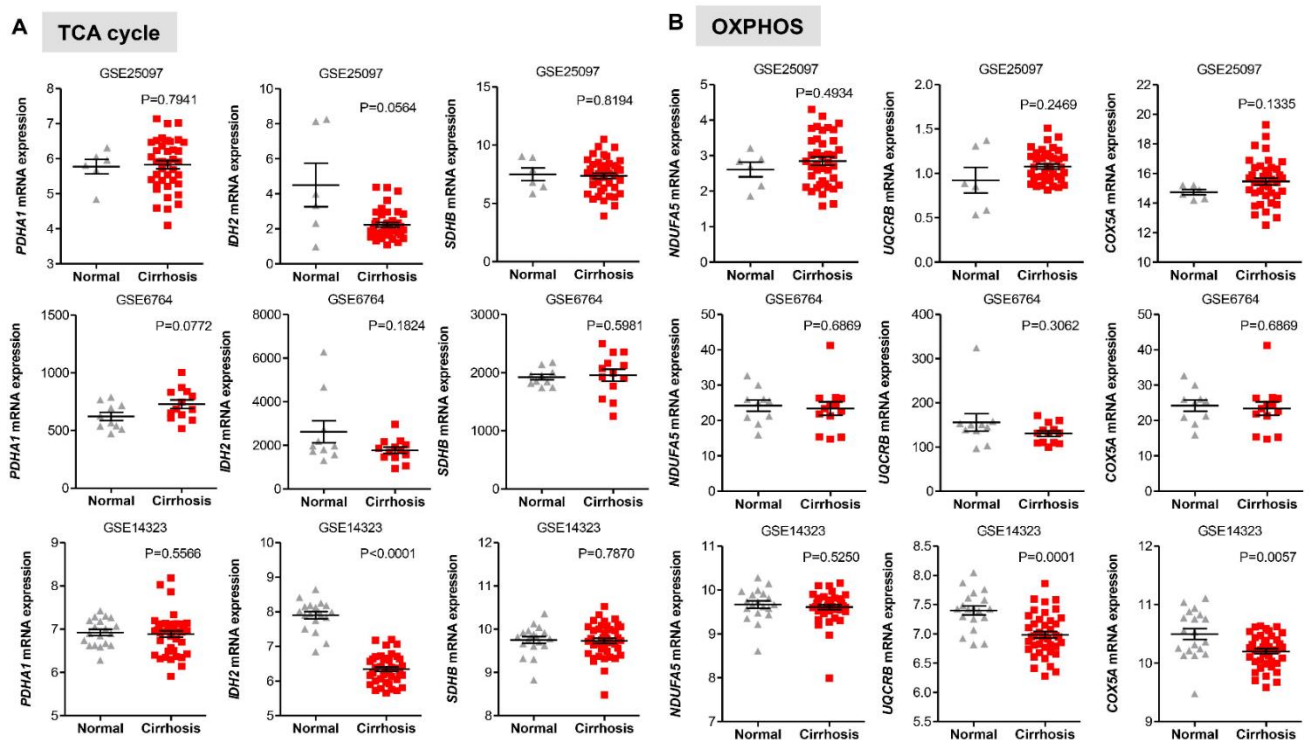 A TCA cycle
GSE25097
P=0.7941
PDHA1 mRNA expression
8
7
6
5
4
3
Normal Cirrhosis
GSE25097
P=0.0564
IDH2 mRNA expression
10
8
6
4
2
0
Normal Cirrhosis
GSE25097
P=0.8194
SDHB mRNA expression
15
10
5
0
Normal Cirrhosis
GSE6764
P=0.0772
PDHA1 mRNA expression
1500
1000
500
0
Normal Cirrhosis
GSE6764
P=0.1824
IDH2 mRNA expression
8000
6000
4000
2000
0
Normal Cirrhosis
GSE6764
P=0.5981
SDHB mRNA expression
3000
2000
1000
0
Normal Cirrhosis
GSE14323
P=0.5566
PDHA1 mRNA expression
9
8
7
6
5
Normal Cirrhosis
GSE14323
P<0.0001
IDH2 mRNA expression
10
9
8
7
6
5
Normal Cirrhosis
GSE14323
P=0.7870
SDHB mRNA expression
12
11
10
9
8
Normal Cirrhosis
B OXPHOS
GSE25097
P=0.4934
NDUFA5 mRNA expression
5
4
3
2
1
0
Normal Cirrhosis
GSE25097
P=0.2469
UQCRB mRNA expression
2.0
1.5
1.0
0.5
0.0
Normal Cirrhosis
GSE25097
P=0.1335
COX5A mRNA expression
22
20
18
16
14
12
10
Normal Cirrhosis
GSE6764
P=0.6869
NDUFA5 mRNA expression
50
40
30
20
10
0
Normal Cirrhosis
GSE6764
P=0.3062
UQCRB mRNA expression
400
300
200
100
0
Normal Cirrhosis
GSE6764
P=0.6869
COX5A mRNA expression
50
40
30
20
10
0
Normal Cirrhosis
GSE14323
P=0.5250
NDUFA5 mRNA expression
11
10
9
8
7
Normal Cirrhosis
GSE14323
P=0.0001
UQCRB mRNA expression
8.5
8.0
7.5
7.0
6.5
6.0
5.5
Normal Cirrhosis
GSE14323
P=0.0057
COX5A mRNA expression
12
11
10
9
Normal Cirrhosis